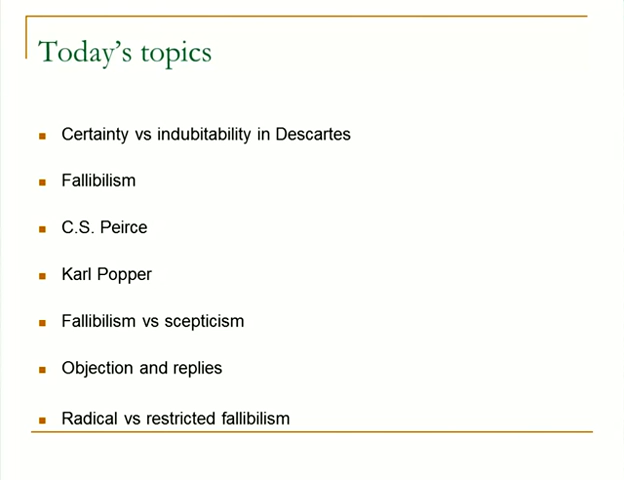 Today's topics
Certainty vs indubitability in Descartes
Fallibilism
C.S. Peirce
Karl Popper
Fallibilism vs scepticism
Objection and replies
Radical vs restricted fallibilism